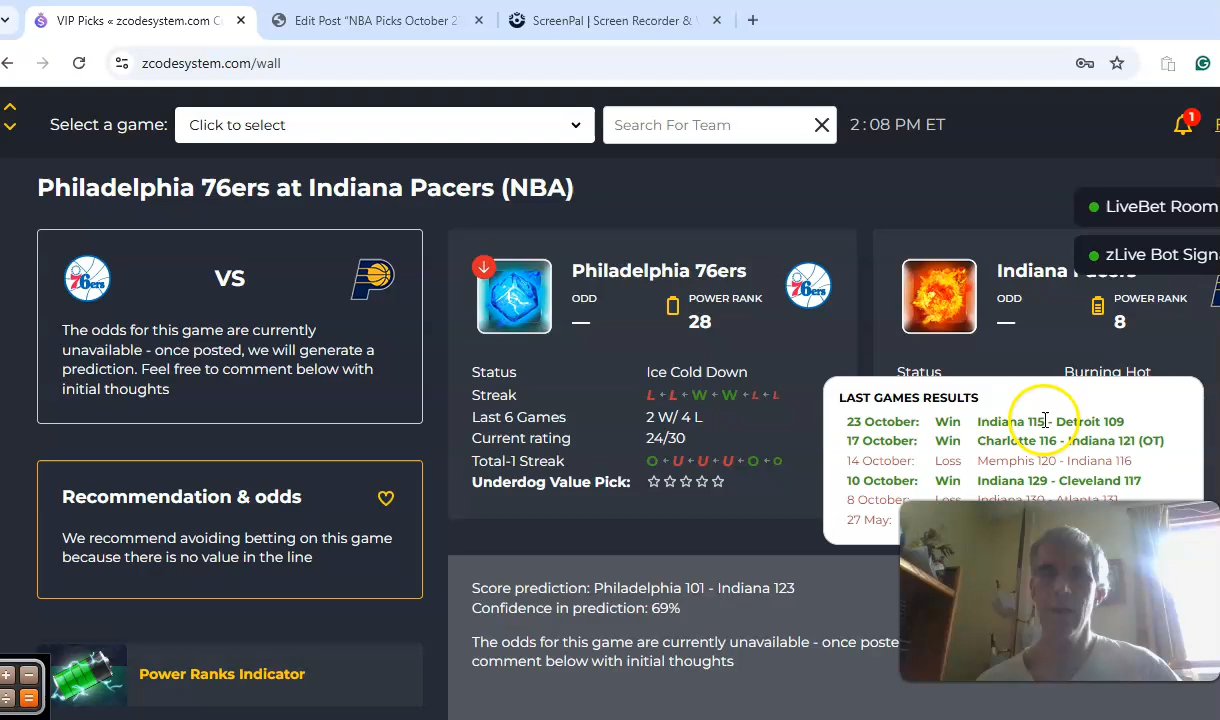 VIP Picks « zcodesystem.com C
Edit Post "NBA Picks October 2
ScreenPal | Screen Recorder &
zcodesystem.com/wall
Select a game:
Click to select
Search For Team
2:08 PM ET
1
Philadelphia 76ers at Indiana Pacers (NBA)
LiveBet Room
zLive Bot Signa
76ers
VS
The odds for this game are currently
unavailable - once posted, we will generate a
prediction. Feel free to comment below with
initial thoughts
Philadelphia 76ers
ODD
—
POWER RANK
28
76ers
Status
Ice Cold Down
Streak
L L W W L L
Last 6 Games
2 W/ 4 L
Current rating
24/30
Total-1 Streak
O U U U O O
Underdog Value Pick:
Indiana Pacers
ODD
—
POWER RANK
8
Status
Burning Hot
LAST GAMES RESULTS
23 October: Win Indiana 115 - Detroit 109
17 October: Win Charlotte 116 - Indiana 121 (OT)
14 October: Loss Memphis 120 - Indiana 116
10 October: Win Indiana 129 - Cleveland 117
8 October: Loss Indiana 130 - Atlanta 131
27 May:
Recommendation & odds
We recommend avoiding betting on this game
because there is no value in the line
Score prediction: Philadelphia 101 - Indiana 123
Confidence in prediction: 69%
The odds for this game are currently unavailable - once poste
comment below with initial thoughts
Power Ranks Indicator